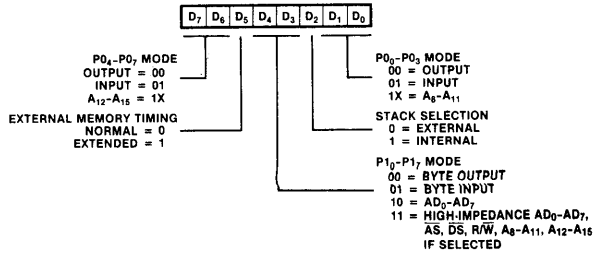 D₇ D₆ D₅ D₄ D₃ D₂ D₁ D₀
P0₄–P0₇ MODE
OUTPUT = 00
INPUT = 01
A₁₂–A₁₅ = 1X
EXTERNAL MEMORY TIMING
NORMAL = 0
EXTENDED = 1
P0₀–P0₃ MODE
00 = OUTPUT
01 = INPUT
1X = A₈–A₁₁
STACK SELECTION
0 = EXTERNAL
1 = INTERNAL
P1₀–P1₇ MODE
00 = BYTE OUTPUT
01 = BYTE INPUT
10 = AD₀–AD₇
11 = HIGH-IMPEDANCE AD₀–AD₇,
A̅S̅, D̅S̅, R/W̅, A₈–A₁₁, A₁₂–A₁₅
IF SELECTED